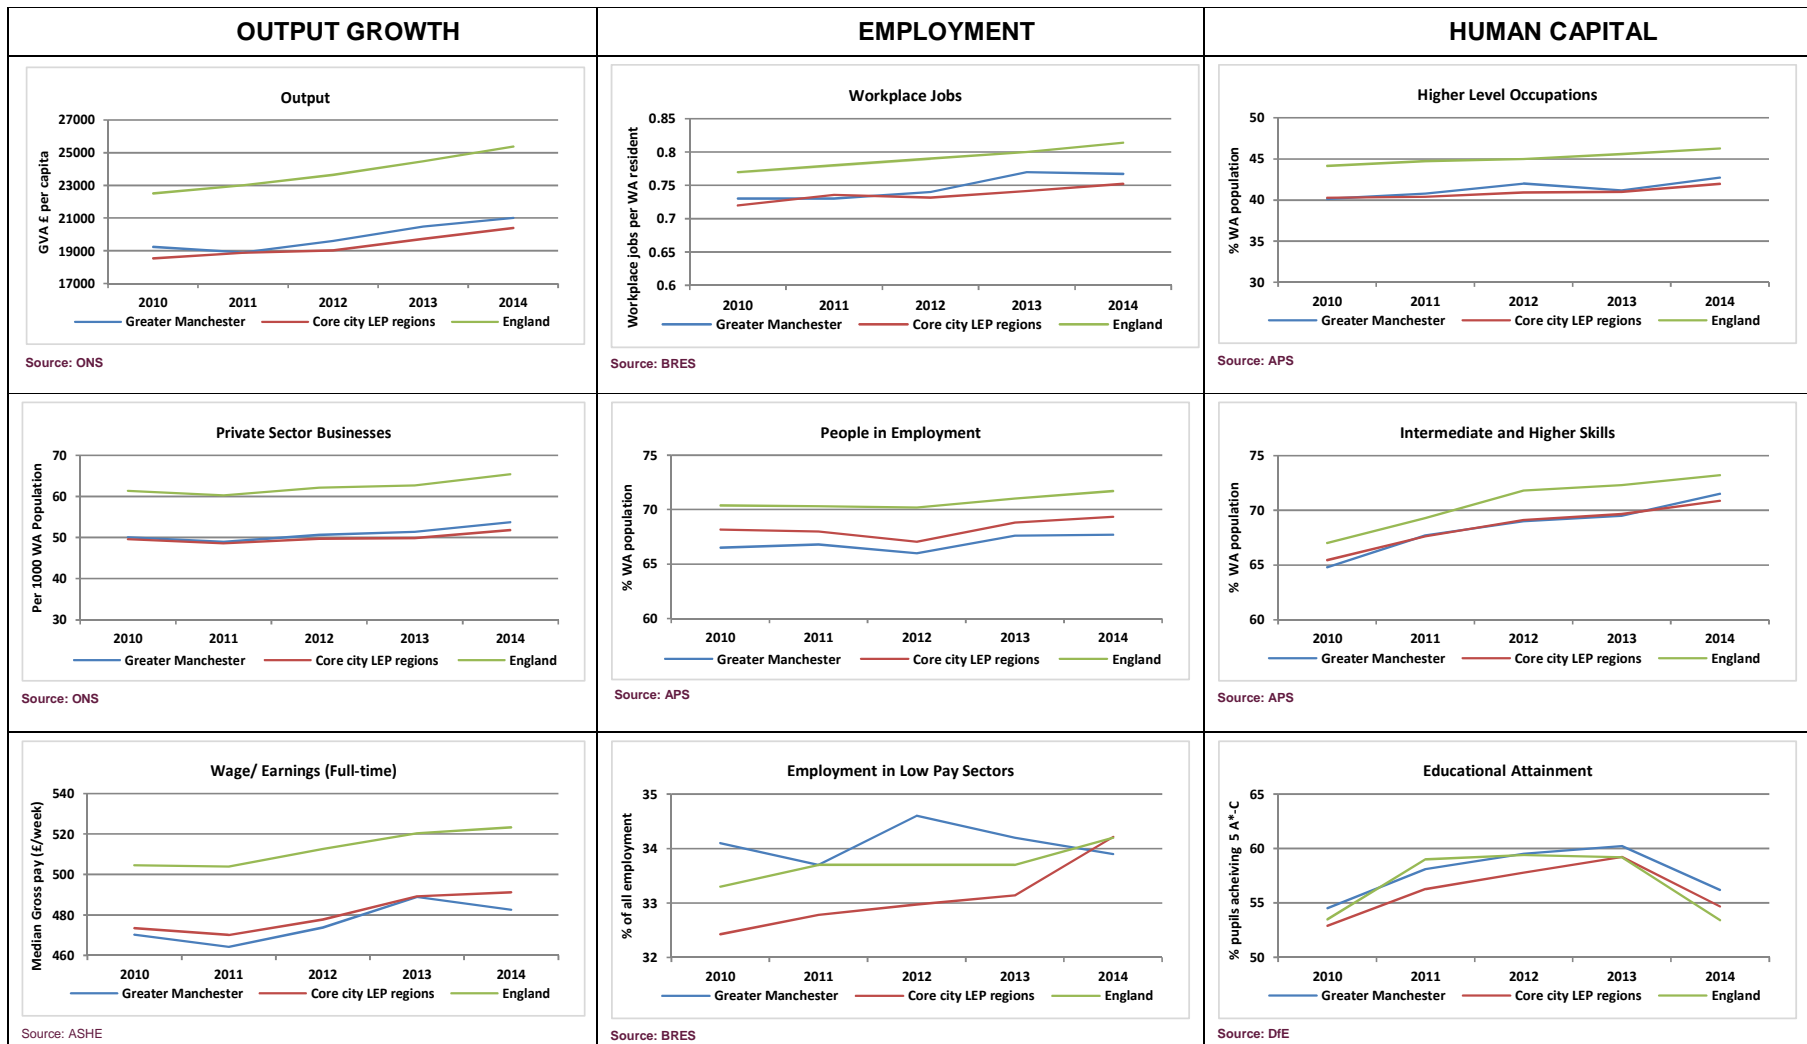 OUTPUT GROWTH
EMPLOYMENT
HUMAN CAPITAL
Output
GVA £ per capita
27000
25000
23000
21000
19000
17000
2010 2011 2012 2013 2014
Greater Manchester Core city LEP regions England
Source: ONS
Workplace Jobs
Workplace jobs per WA resident
0.85
0.8
0.75
0.7
0.65
0.6
2010 2011 2012 2013 2014
Greater Manchester Core city LEP regions England
Source: BRES
Higher Level Occupations
% WA population
50
45
40
35
30
2010 2011 2012 2013 2014
Greater Manchester Core city LEP regions England
Source: APS
Private Sector Businesses
Per 1000 WA Population
70
60
50
40
30
2010 2011 2012 2013 2014
Greater Manchester Core city LEP regions England
Source: ONS
People in Employment
% WA population
75
70
65
60
2010 2011 2012 2013 2014
Greater Manchester Core city LEP regions England
Source: APS
Intermediate and Higher Skills
% WA population
75
70
65
60
2010 2011 2012 2013 2014
Greater Manchester Core city LEP regions England
Source: APS
Wage/ Earnings (Full-time)
Median Gross pay (£/week)
540
520
500
480
460
2010 2011 2012 2013 2014
Greater Manchester Core city LEP regions England
Source: ASHE
Employment in Low Pay Sectors
% of all employment
35
34
33
32
2010 2011 2012 2013 2014
Greater Manchester Core city LEP regions England
Source: BRES
Educational Attainment
% pupils acheiving 5 A*-C
65
60
55
50
2010 2011 2012 2013 2014
Greater Manchester Core city LEP regions England
Source: DfE